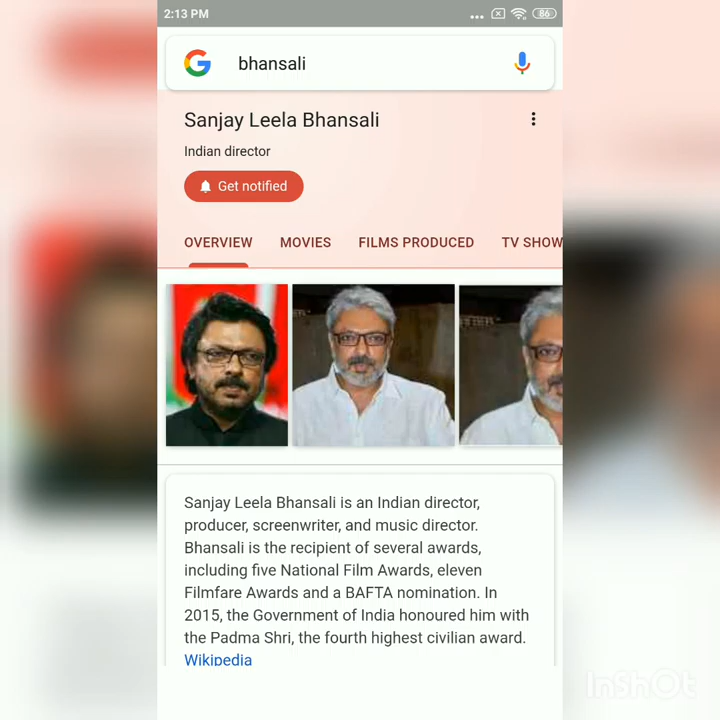 2:13 PM
86
bhansali
Sanjay Leela Bhansali
Indian director
Get notified
OVERVIEW MOVIES FILMS PRODUCED TV SHOW
Sanjay Leela Bhansali is an Indian director,
producer, screenwriter, and music director.
Bhansali is the recipient of several awards,
including five National Film Awards, eleven
Filmfare Awards and a BAFTA nomination. In
2015, the Government of India honoured him with
the Padma Shri, the fourth highest civilian award.
Wikipedia
InShOt